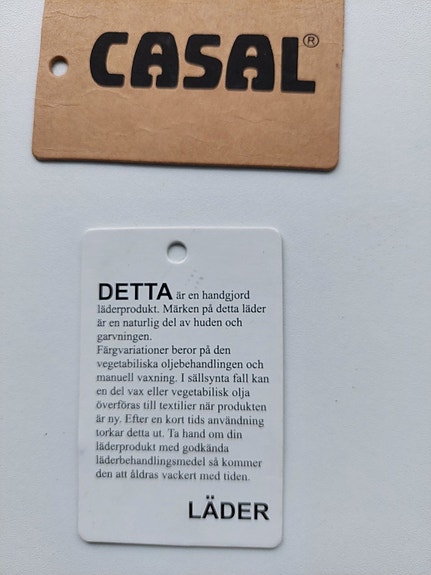 CASAL®
DETTA är en handgjord
läderprodukt. Märken på detta läder
är en naturlig del av huden och
garvningen.
Färgvariationer beror på den
vegetabiliska oljebehandlingen och
manuell vaxning. I sällsynta fall kan
en del vax eller vegetabilisk olja
överföras till textilier när produkten
är ny. Efter en kort tids användning
torkar detta ut. Ta hand om din
läderprodukt med godkända
läderbehandlingsmedel så kommer
den att åldras vackert med tiden.
LÄDER